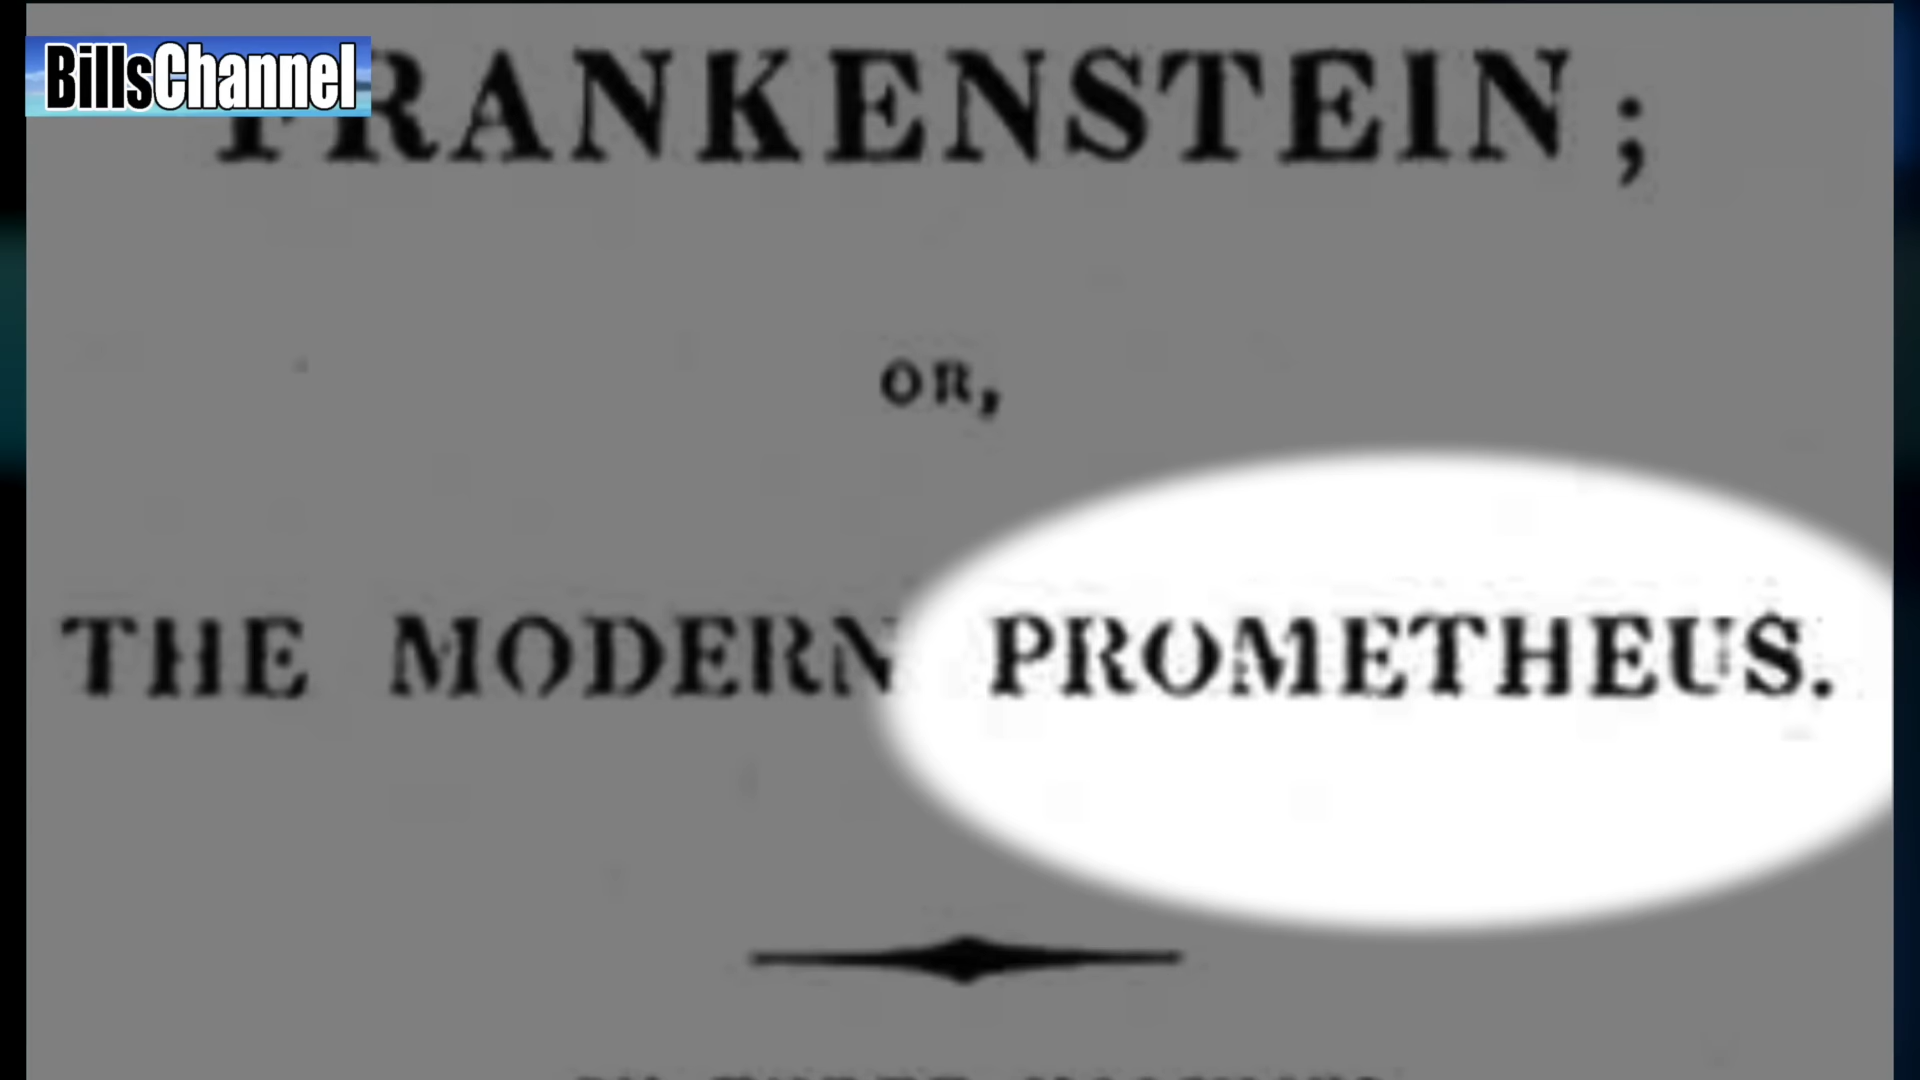 BillsChannel
FRANKENSTEIN;
OR,
THE MODERN PROMETHEUS.